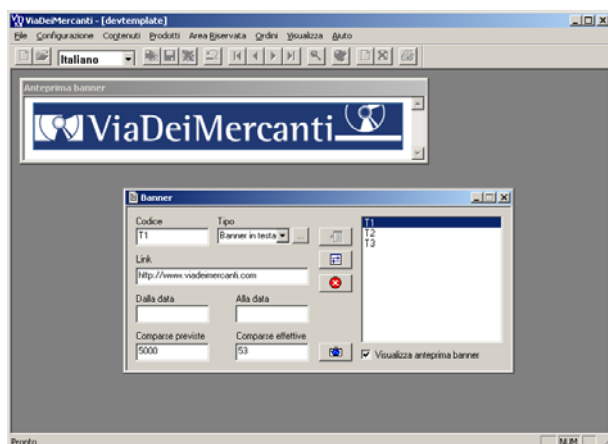 ViaDeiMercanti - [devtemplate]
File Configurazione Contenuti Prodotti Area Riservata Ordini Visualizza Aiuto
Italiano
Anteprima banner
ViaDeiMercanti
Banner
Codice Tipo
T1 Banner in testa ...
Link
http://www.viadeimercanti.com
Dalla data Alla data
Comparse previste Comparse effettive
5000 53
T1
T2
T3
Visualizza anteprima banner
Pronto NUM